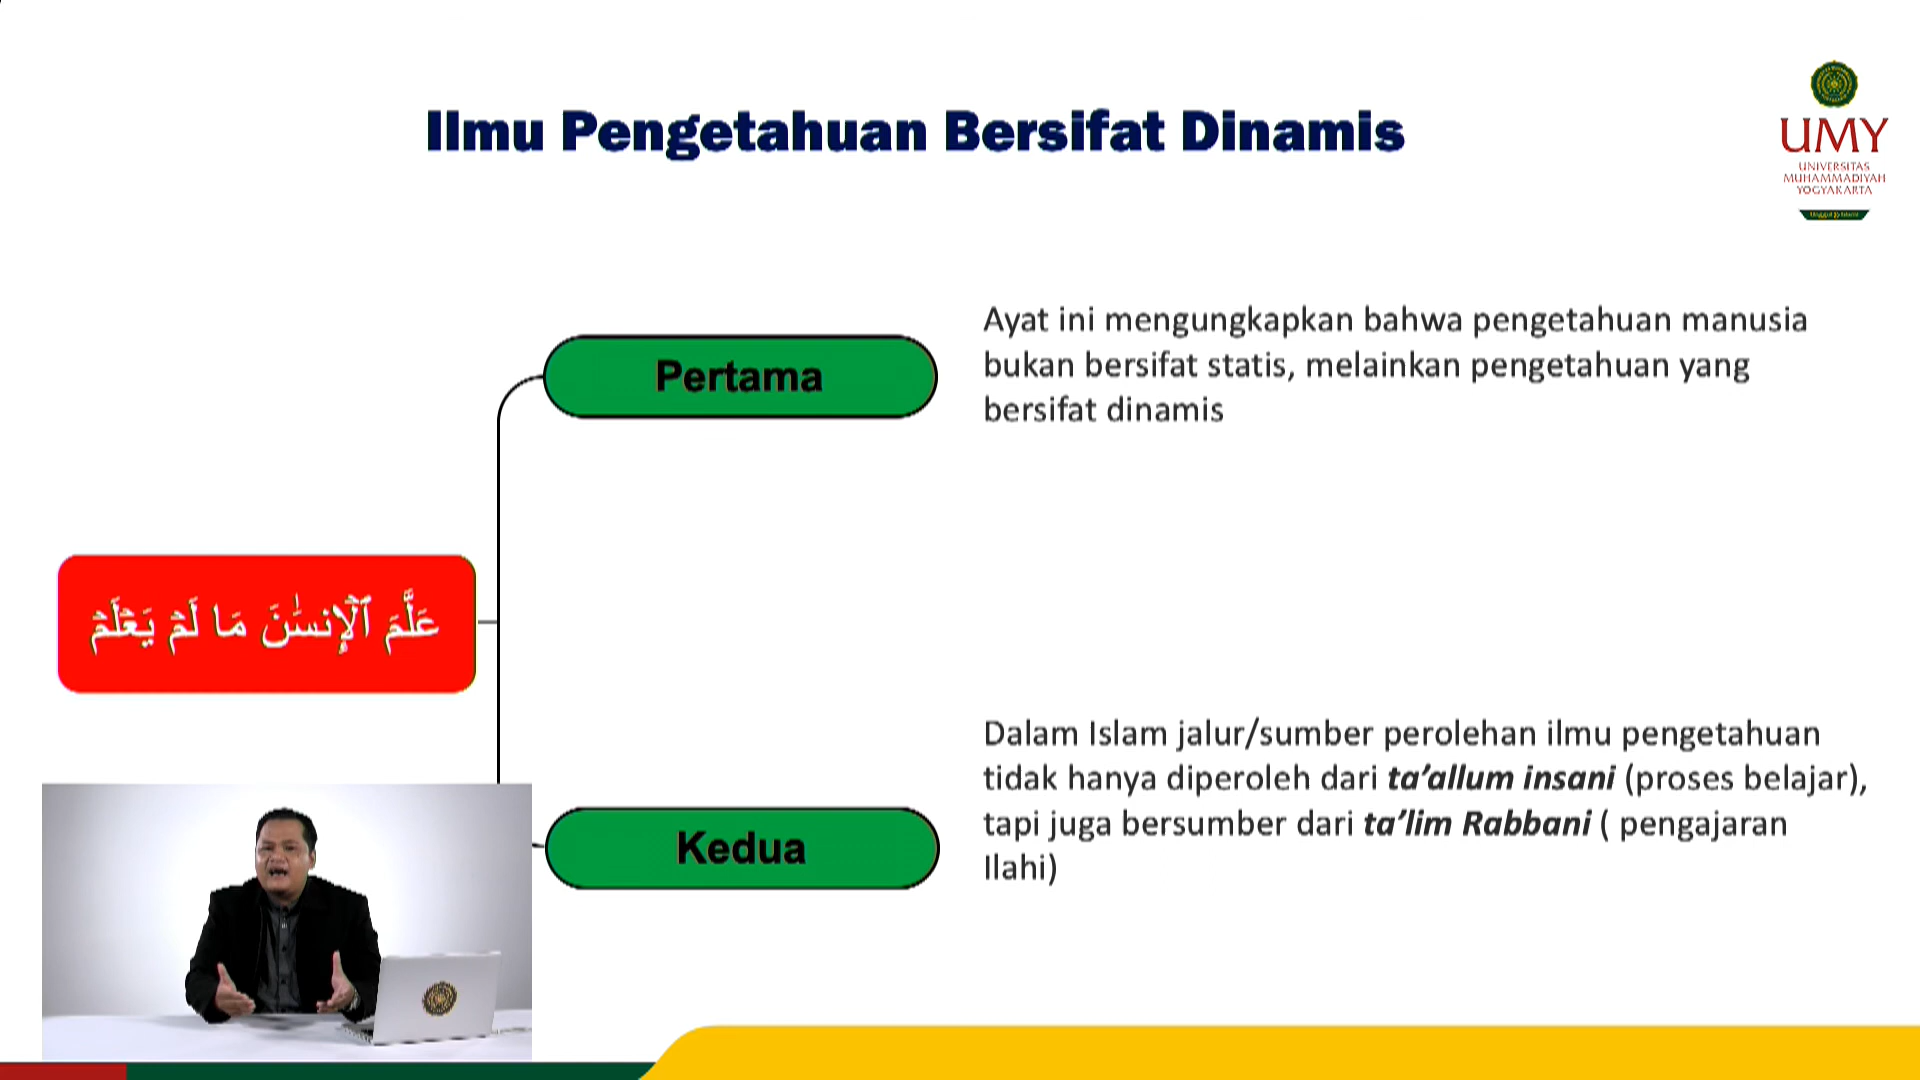 Ilmu Pengetahuan Bersifat Dinamis
UMY
UNIVERSITAS
MUHAMMADIYAH
YOGYAKARTA
Unggul & Islami
Pertama
Ayat ini mengungkapkan bahwa pengetahuan manusia
bukan bersifat statis, melainkan pengetahuan yang
bersifat dinamis
عَلَّمَ ٱلْإِنسَٰنَ مَا لَمْ يَعْلَمْ
Kedua
Dalam Islam jalur/sumber perolehan ilmu pengetahuan
tidak hanya diperoleh dari ta’allum insani (proses belajar),
tapi juga bersumber dari ta’lim Rabbani ( pengajaran
Ilahi)